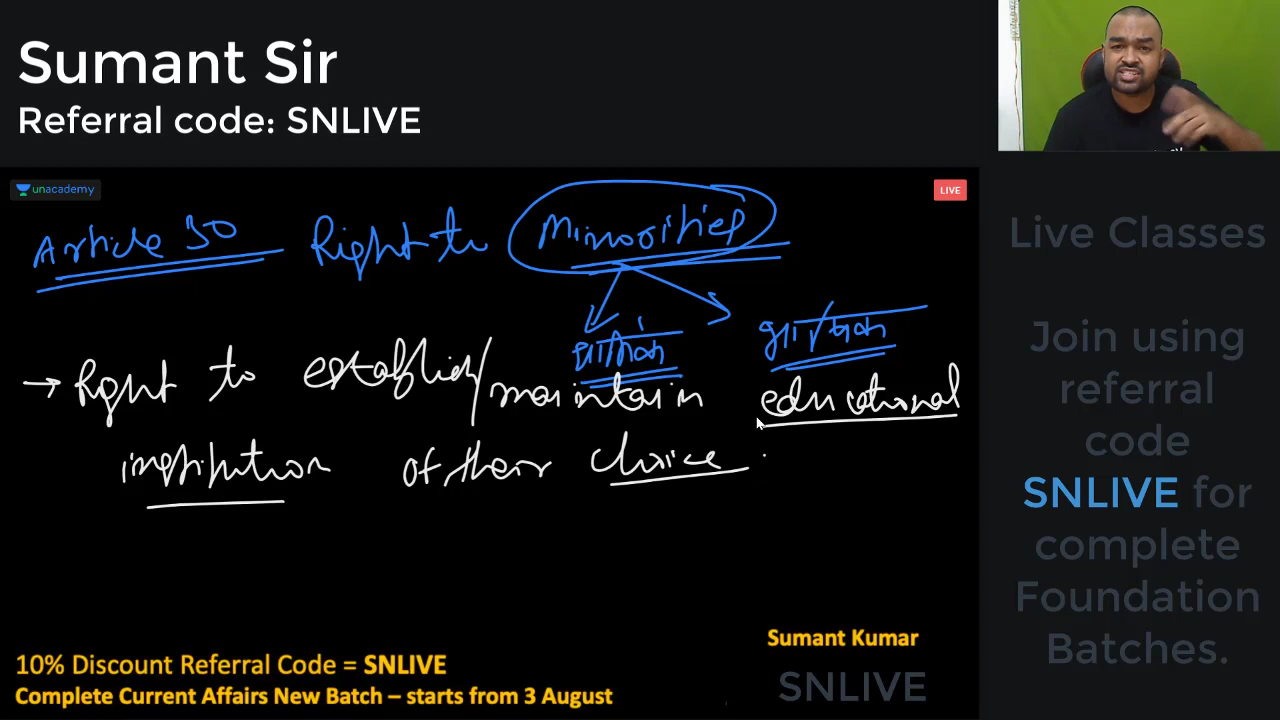 Sumant Sir
Referral code: SNLIVE
unacademy
LIVE
Article 30 Right to Minorities
→ Right to establish/maintain educational
institution of their choice
Live Classes
Join using
referral
code
SNLIVE for
complete
Foundation
Batches.
Sumant Kumar
10% Discount Referral Code = SNLIVE
SNLIVE
Complete Current Affairs New Batch – starts from 3 August